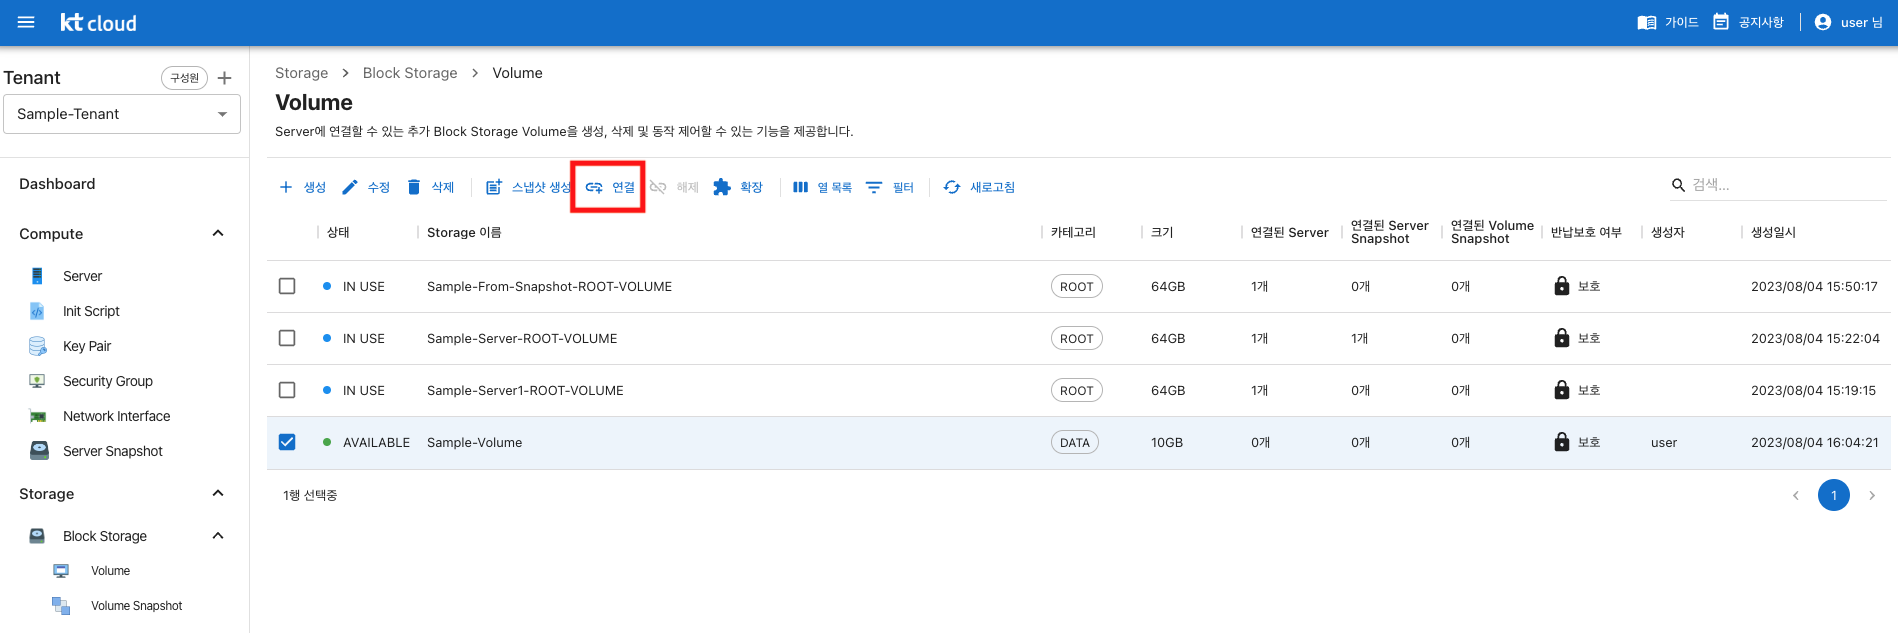 kt cloud
가이드
공지사항
user 님
Tenant
구성원
Sample-Tenant
Dashboard
Compute
Server
Init Script
Key Pair
Security Group
Network Interface
Server Snapshot
Storage
Block Storage
Volume
Volume Snapshot
Storage > Block Storage > Volume
Volume
Server에 연결할 수 있는 추가 Block Storage Volume을 생성, 삭제 및 동작 제어할 수 있는 기능을 제공합니다.
생성 수정 삭제 스냅샷 생성 연결 해제 확장 열 목록 필터 새로고침 검색...
상태 Storage 이름 카테고리 크기 연결된 Server 연결된 Server Snapshot 연결된 Volume Snapshot 반납보호 여부 생성자 생성일시
IN USE Sample-From-Snapshot-ROOT-VOLUME ROOT 64GB 1개 0개 0개 보호 2023/08/04 15:50:17
IN USE Sample-Server-ROOT-VOLUME ROOT 64GB 1개 1개 0개 보호 2023/08/04 15:22:04
IN USE Sample-Server1-ROOT-VOLUME ROOT 64GB 1개 0개 0개 보호 2023/08/04 15:19:15
AVAILABLE Sample-Volume DATA 10GB 0개 0개 0개 보호 user 2023/08/04 16:04:21
1행 선택중
1